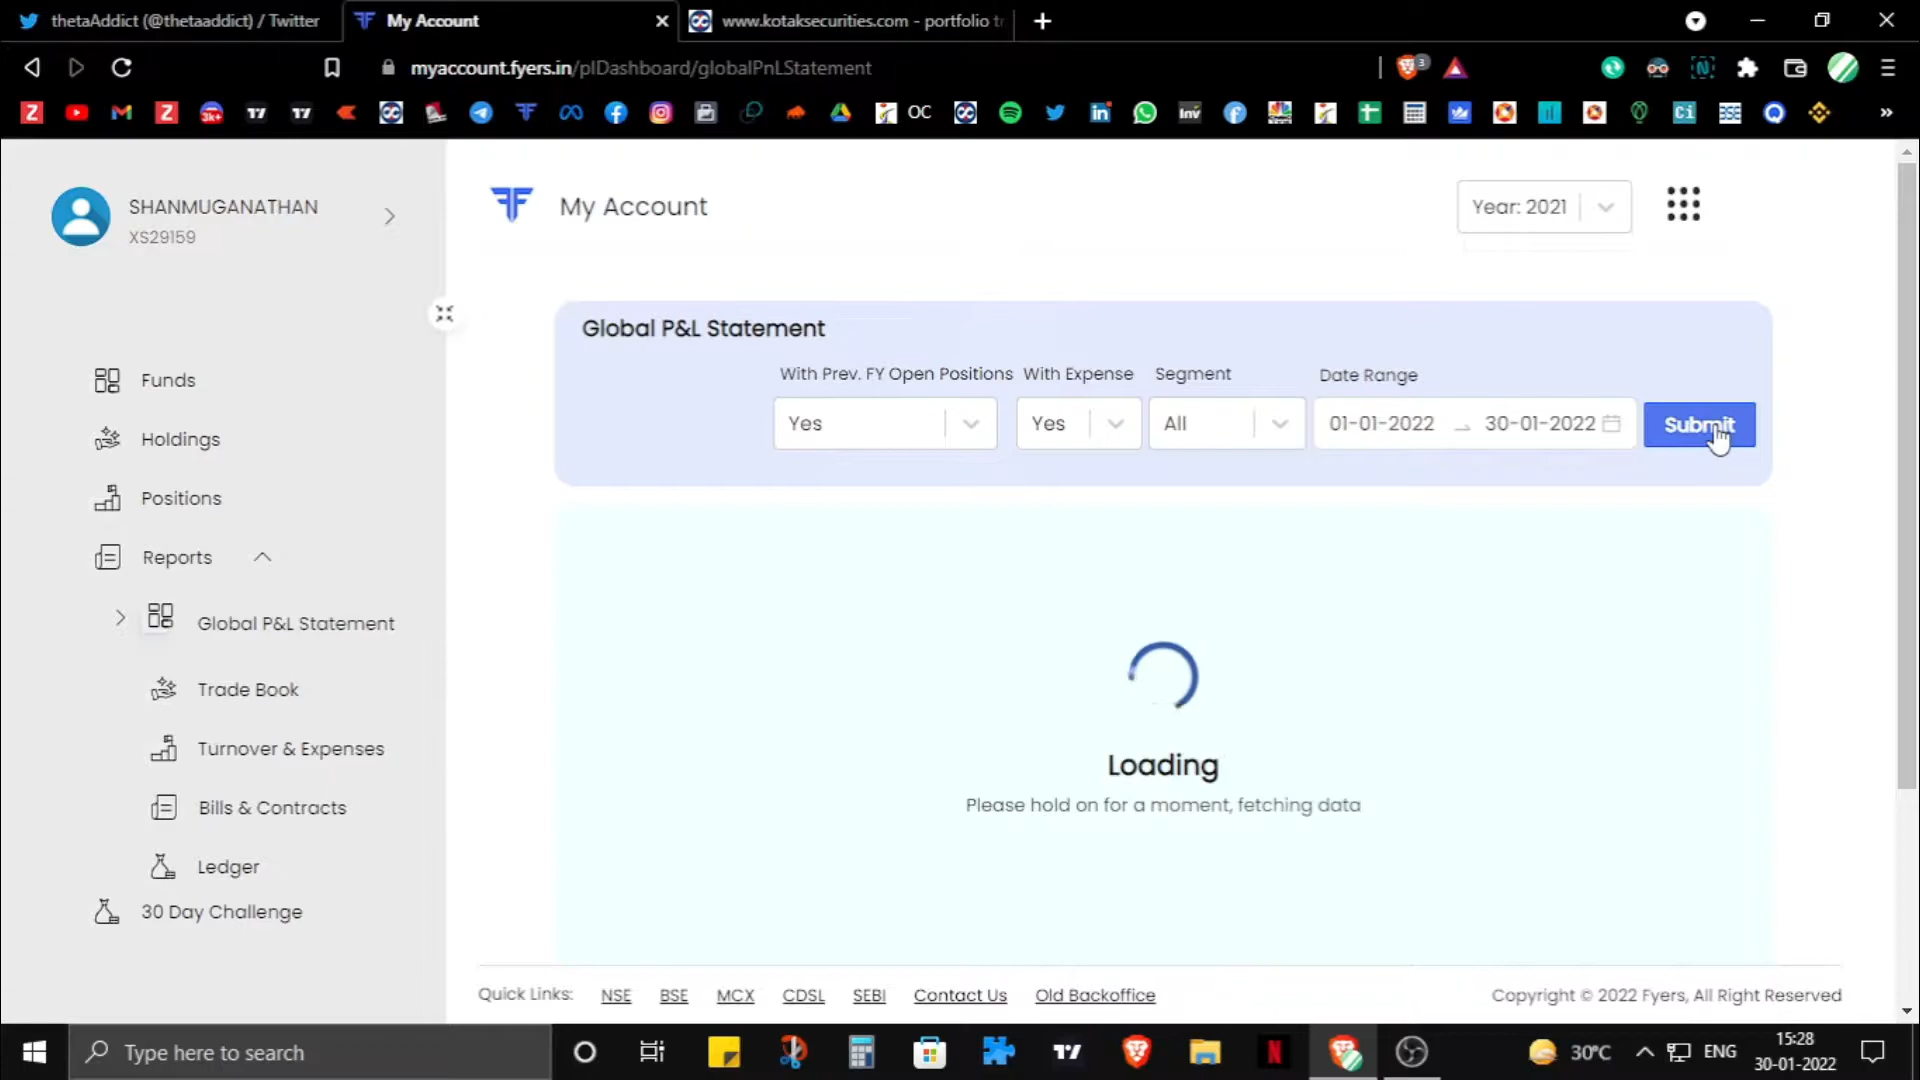 thetaAddict (@thetaaddict) / Twitter
My Account
www.kotaksecurities.com - portfolio tr
myaccount.fyers.in/plDashboard/globalPnLStatement
3
3k+
OC
Inv
Ci
BSE
SHANMUGANATHAN
XS29159
My Account
Year: 2021
Global P&L Statement
With Prev. FY Open Positions
With Expense
Segment
Date Range
Yes
Yes
All
01-01-2022
30-01-2022
Submit
Funds
Holdings
Positions
Reports
Global P&L Statement
Trade Book
Turnover & Expenses
Bills & Contracts
Ledger
30 Day Challenge
Loading
Please hold on for a moment, fetching data
Quick Links: NSE BSE MCX CDSL SEBI Contact Us Old Backoffice
Copyright © 2022 Fyers, All Right Reserved
Type here to search
30°C
ENG
15:28
30-01-2022